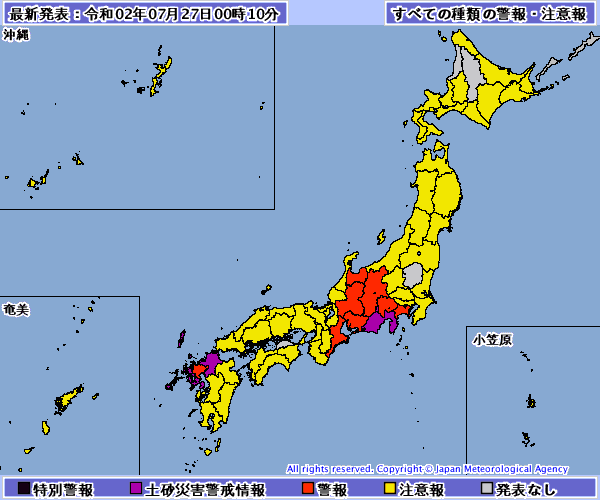 最新発表：令和02年07月27日00時10分
すべての種類の警報・注意報
沖縄
奄美
小笠原
All rights reserved. Copyright © Japan Meteorological Agency
特別警報 土砂災害警戒情報 警報 注意報 発表なし